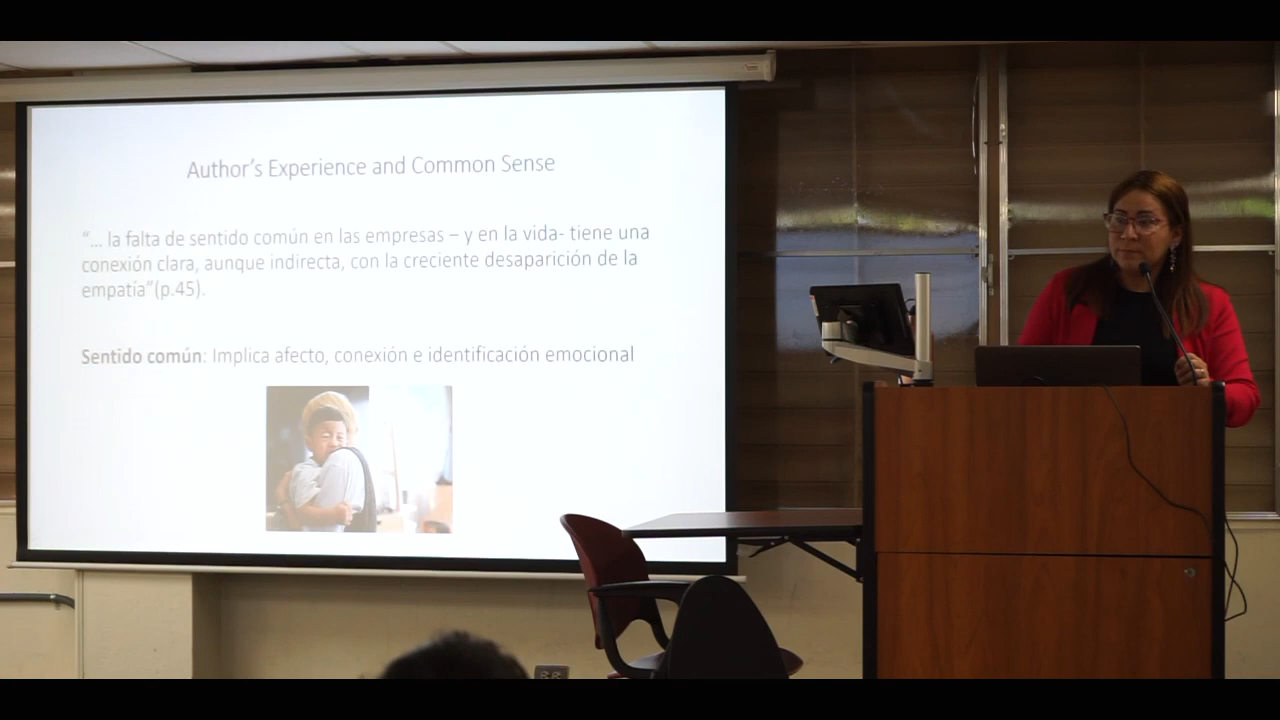 Author's Experience and Common Sense
"... la falta de sentido común en las empresas – y en la vida- tiene una
conexión clara, aunque indirecta, con la creciente desaparición de la
empatía"(p.45).
Sentido común: Implica afecto, conexión e identificación emocional